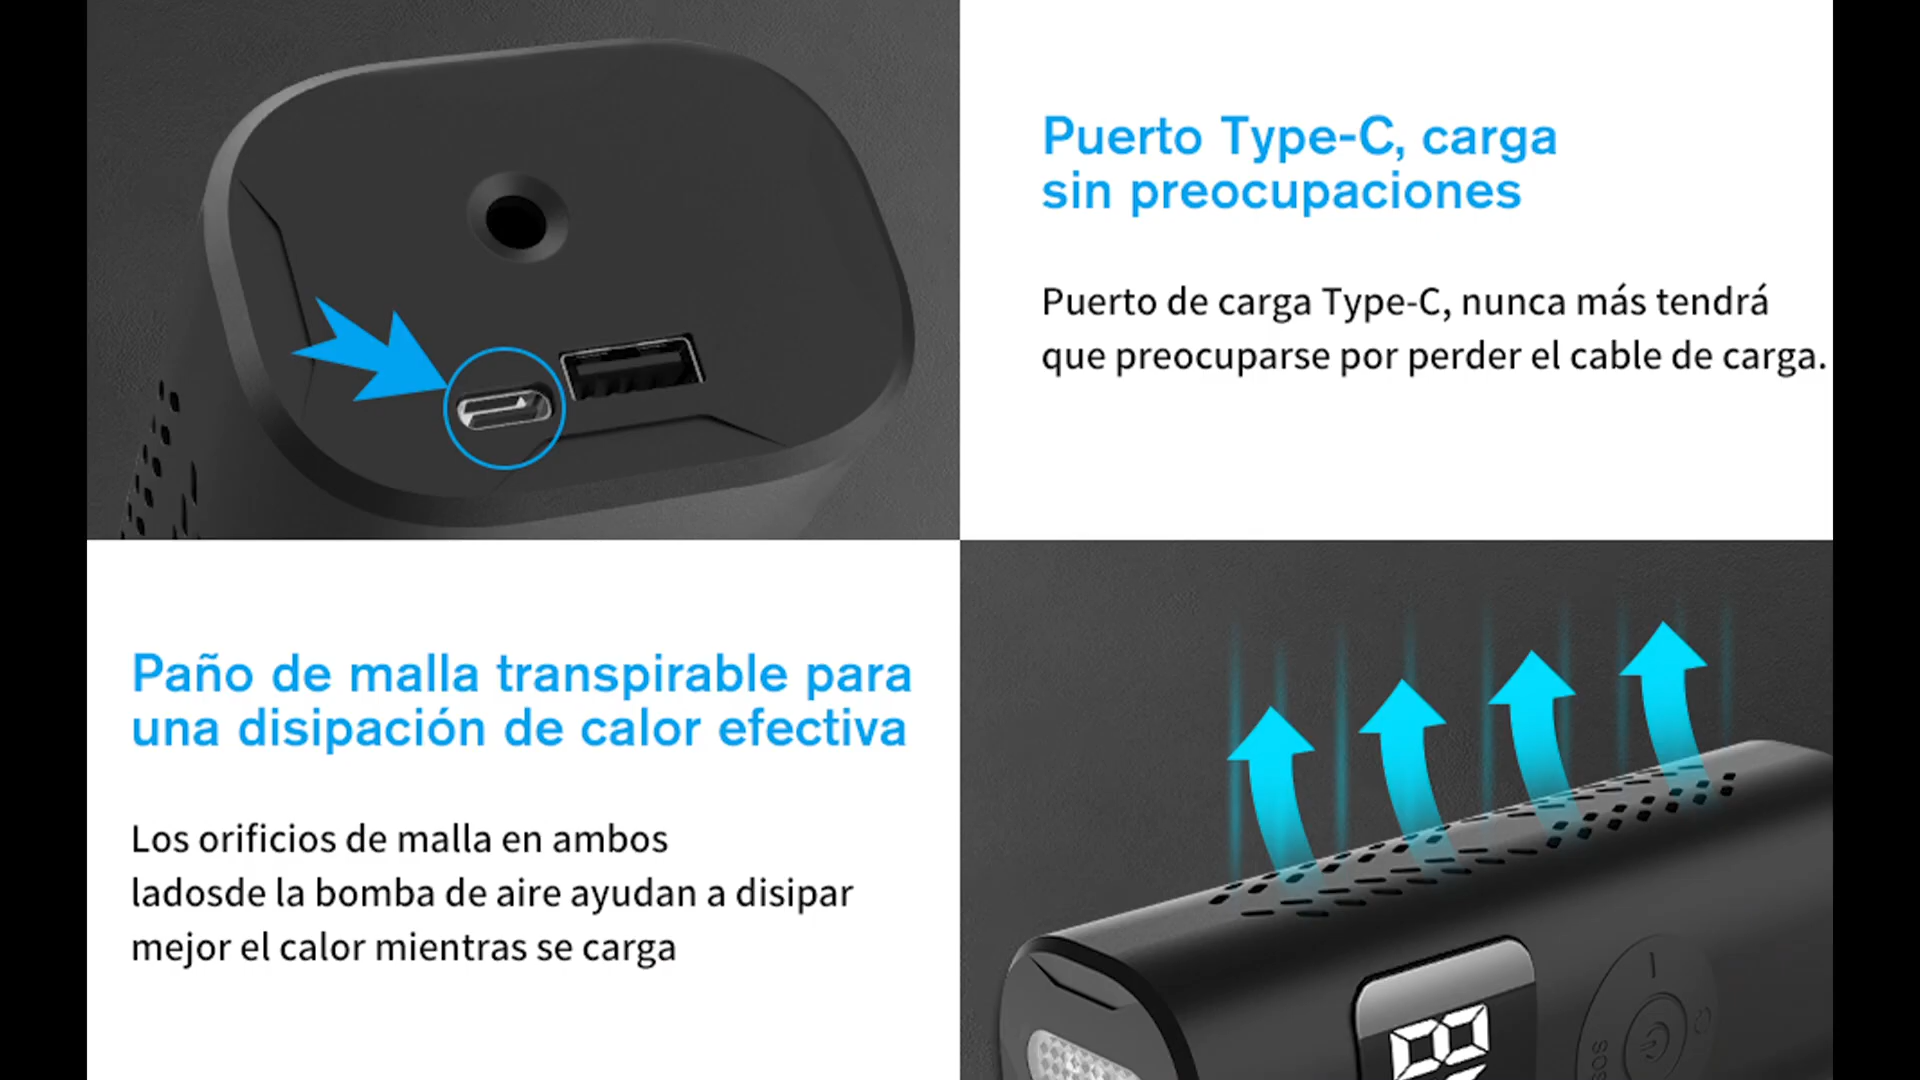 Puerto Type-C, carga
sin preocupaciones
Puerto de carga Type-C, nunca más tendrá
que preocuparse por perder el cable de carga.
Paño de malla transpirable para
una disipación de calor efectiva
Los orificios de malla en ambos
ladosde la bomba de aire ayudan a disipar
mejor el calor mientras se carga
SOS